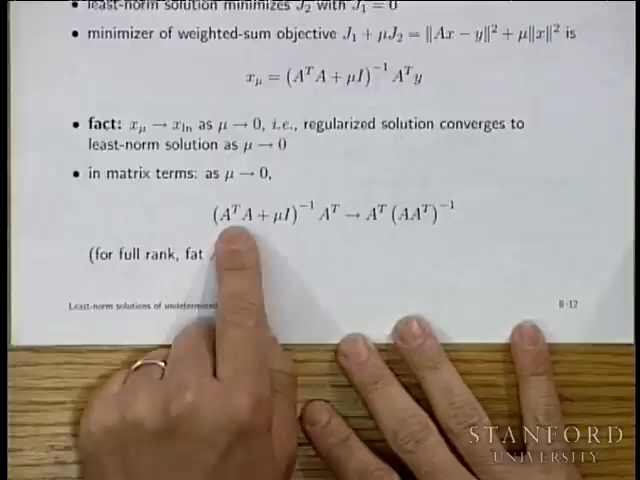 • least-norm solution minimizes J₂ with J₁ = 0
• minimizer of weighted-sum objective J₁ + μJ₂ = ‖Ax − y‖² + μ‖x‖² is
x_μ = (AᵀA + μI)⁻¹ Aᵀy
• fact: x_μ → x_ln as μ → 0, i.e., regularized solution converges to
least-norm solution as μ → 0
• in matrix terms: as μ → 0,
(AᵀA + μI)⁻¹ Aᵀ → Aᵀ (AAᵀ)⁻¹
(for full rank, fat
Least-norm solutions of
8-12
STANFORD
UNIVERSITY